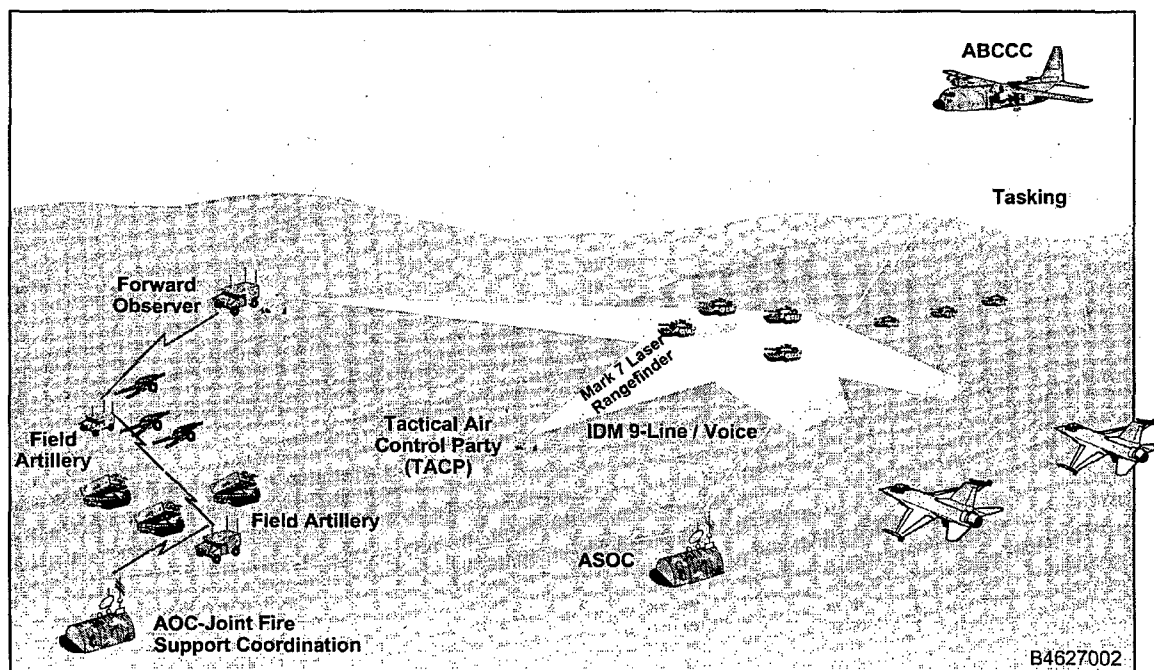 ABCCC
Tasking
Forward
Observer
Mark 7 Laser
Rangefinder
Tactical Air
Control Party
(TACP)
IDM 9-Line / Voice
Field
Artillery
Field Artillery
ASOC
AOC-Joint Fire
Support Coordination
B4627002